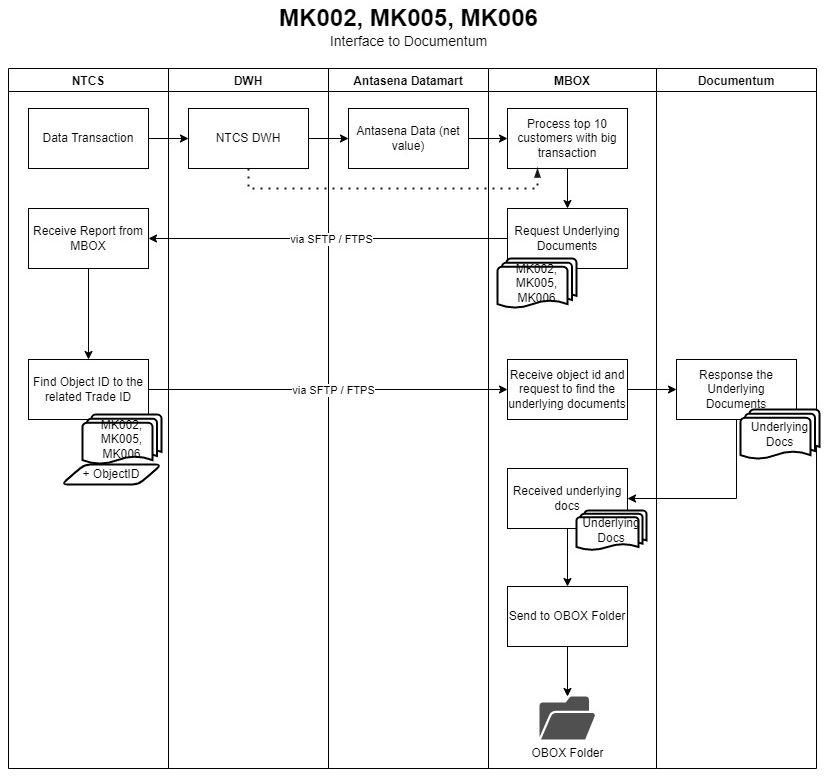 MK002, MK005, MK006
Interface to Documentum
NTCS
DWH
Antasena Datamart
MBOX
Documentum
Data Transaction
NTCS DWH
Antasena Data (net
value)
Process top 10
customers with big
transaction
Receive Report from
MBOX
via SFTP / FTPS
Request Underlying
Documents
MK002,
MK005,
MK006
Find Object ID to the
related Trade ID
MK002,
MK005,
MK006
+ ObjectID
via SFTP / FTPS
Receive object id and
request to find the
underlying documents
Response the
Underlying
Documents
Underlying
Docs
Received underlying
docs
Underlying
Docs
Send to OBOX Folder
OBOX Folder